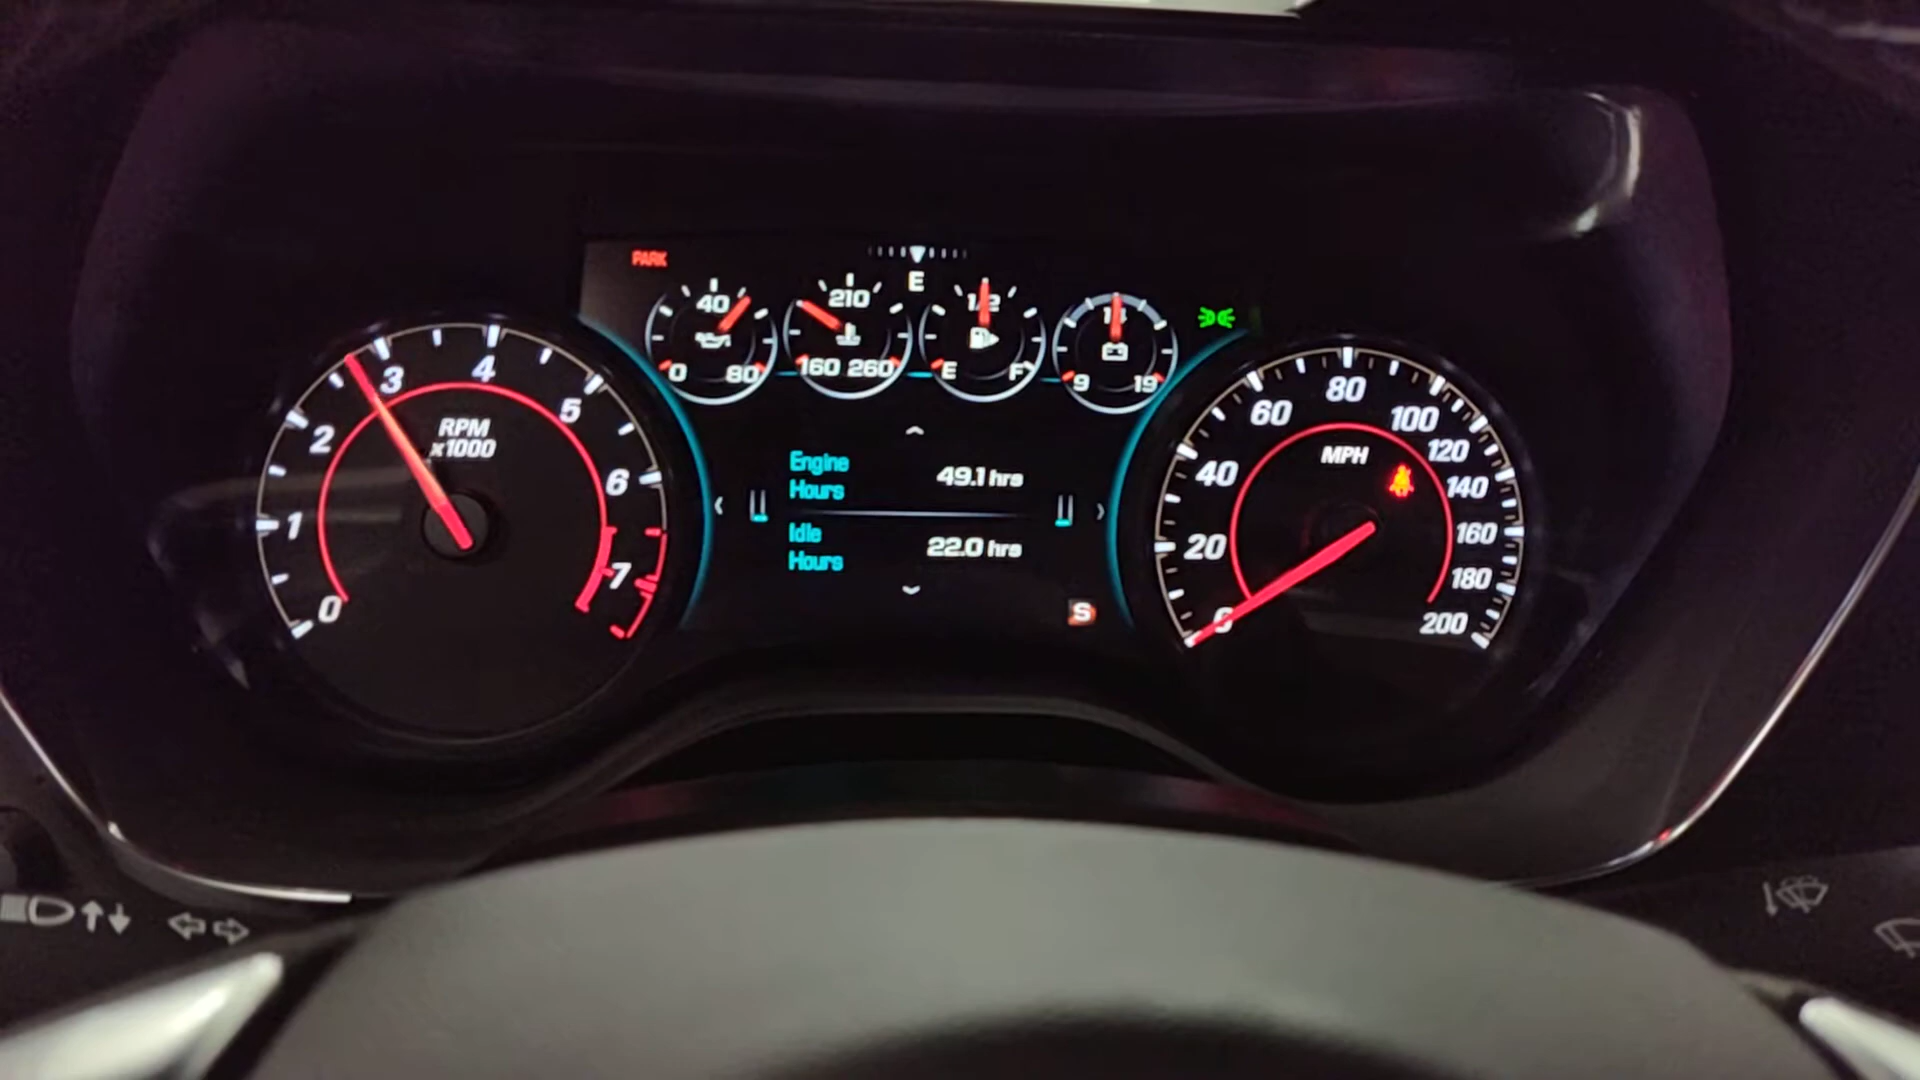 PARK
E
40
0 80
210
160 260
1/2
E F
14
9 19
0
1
2
3
4
5
6
7
RPM
x1000
Engine
Hours
49.1 hrs
Idle
Hours
22.0 hrs
S
0
20
40
60
80
100
120
140
160
180
200
MPH